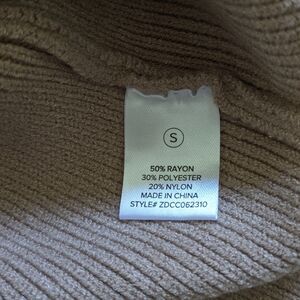 S
50% RAYON
30% POLYESTER
20% NYLON
MADE IN CHINA
STYLE# ZDCC062310